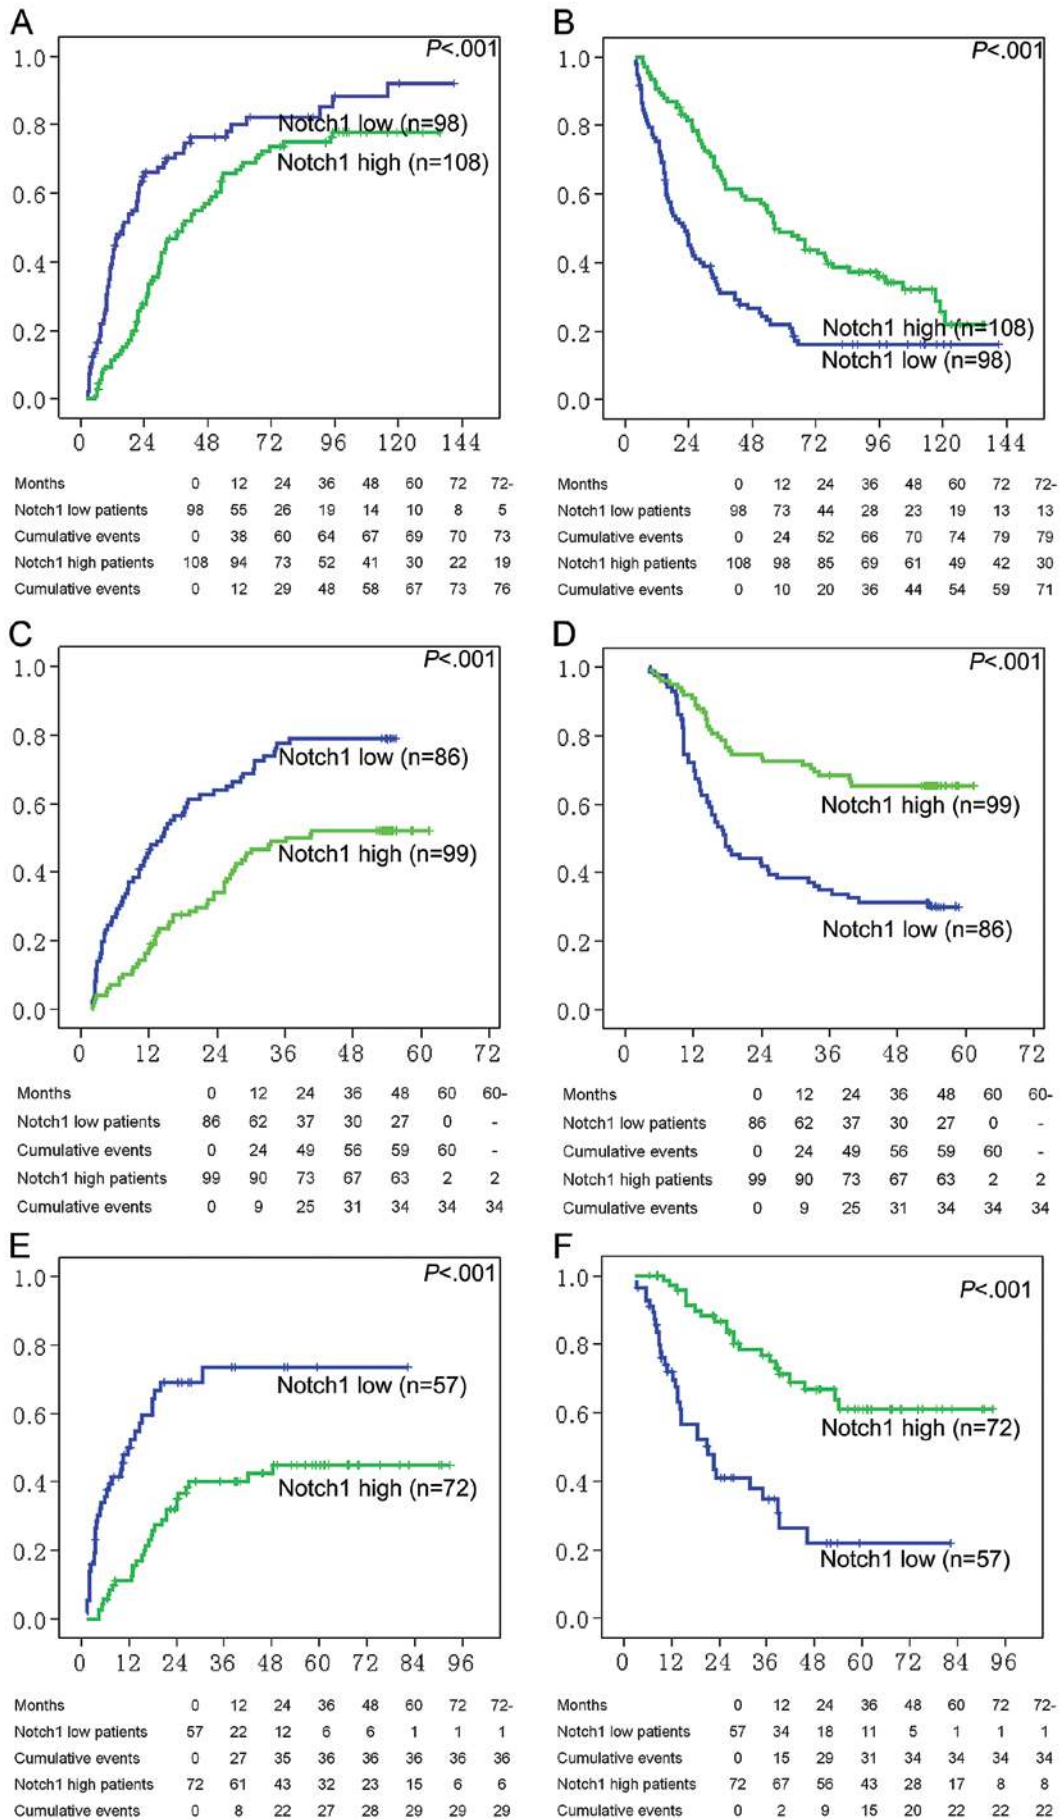 A
P<.001
1.0
0.8
0.6
0.4
0.2
0.0
Notch1 low (n=98)
Notch1 high (n=108)
0 24 48 72 96 120 144
Months 0 12 24 36 48 60 72 72-
Notch1 low patients 98 55 26 19 14 10 8 5
Cumulative events 0 38 60 64 67 69 70 73
Notch1 high patients 108 94 73 52 41 30 22 19
Cumulative events 0 12 29 48 58 67 73 76
B
P<.001
1.0
0.8
0.6
0.4
0.2
0.0
Notch1 high (n=108)
Notch1 low (n=98)
0 24 48 72 96 120 144
Months 0 12 24 36 48 60 72 72-
Notch1 low patients 98 73 44 28 23 19 13 13
Cumulative events 0 24 52 66 70 74 79 79
Notch1 high patients 108 98 85 69 61 49 42 30
Cumulative events 0 10 20 36 44 54 59 71
C
P<.001
1.0
0.8
0.6
0.4
0.2
0.0
Notch1 low (n=86)
Notch1 high (n=99)
0 12 24 36 48 60 72
Months 0 12 24 36 48 60 60-
Notch1 low patients 86 62 37 30 27 0 -
Cumulative events 0 24 49 56 59 60 -
Notch1 high patients 99 90 73 67 63 2 2
Cumulative events 0 9 25 31 34 34 34
D
P<.001
1.0
0.8
0.6
0.4
0.2
0.0
Notch1 high (n=99)
Notch1 low (n=86)
0 12 24 36 48 60 72
Months 0 12 24 36 48 60 60-
Notch1 low patients 86 62 37 30 27 0 -
Cumulative events 0 24 49 56 59 60 -
Notch1 high patients 99 90 73 67 63 2 2
Cumulative events 0 9 25 31 34 34 34
E
P<.001
1.0
0.8
0.6
0.4
0.2
0.0
Notch1 low (n=57)
Notch1 high (n=72)
0 12 24 36 48 60 72 84 96
Months 0 12 24 36 48 60 72 72-
Notch1 low patients 57 22 12 6 6 1 1 1
Cumulative events 0 27 35 36 36 36 36 36
Notch1 high patients 72 61 43 32 23 15 6 6
Cumulative events 0 8 22 27 28 29 29 29
F
P<.001
1.0
0.8
0.6
0.4
0.2
0.0
Notch1 high (n=72)
Notch1 low (n=57)
0 12 24 36 48 60 72 84 96
Months 0 12 24 36 48 60 72 72-
Notch1 low patients 57 34 18 11 5 1 1 1
Cumulative events 0 15 29 31 34 34 34 34
Notch1 high patients 72 67 56 43 28 17 8 8
Cumulative events 0 2 9 15 20 22 22 22